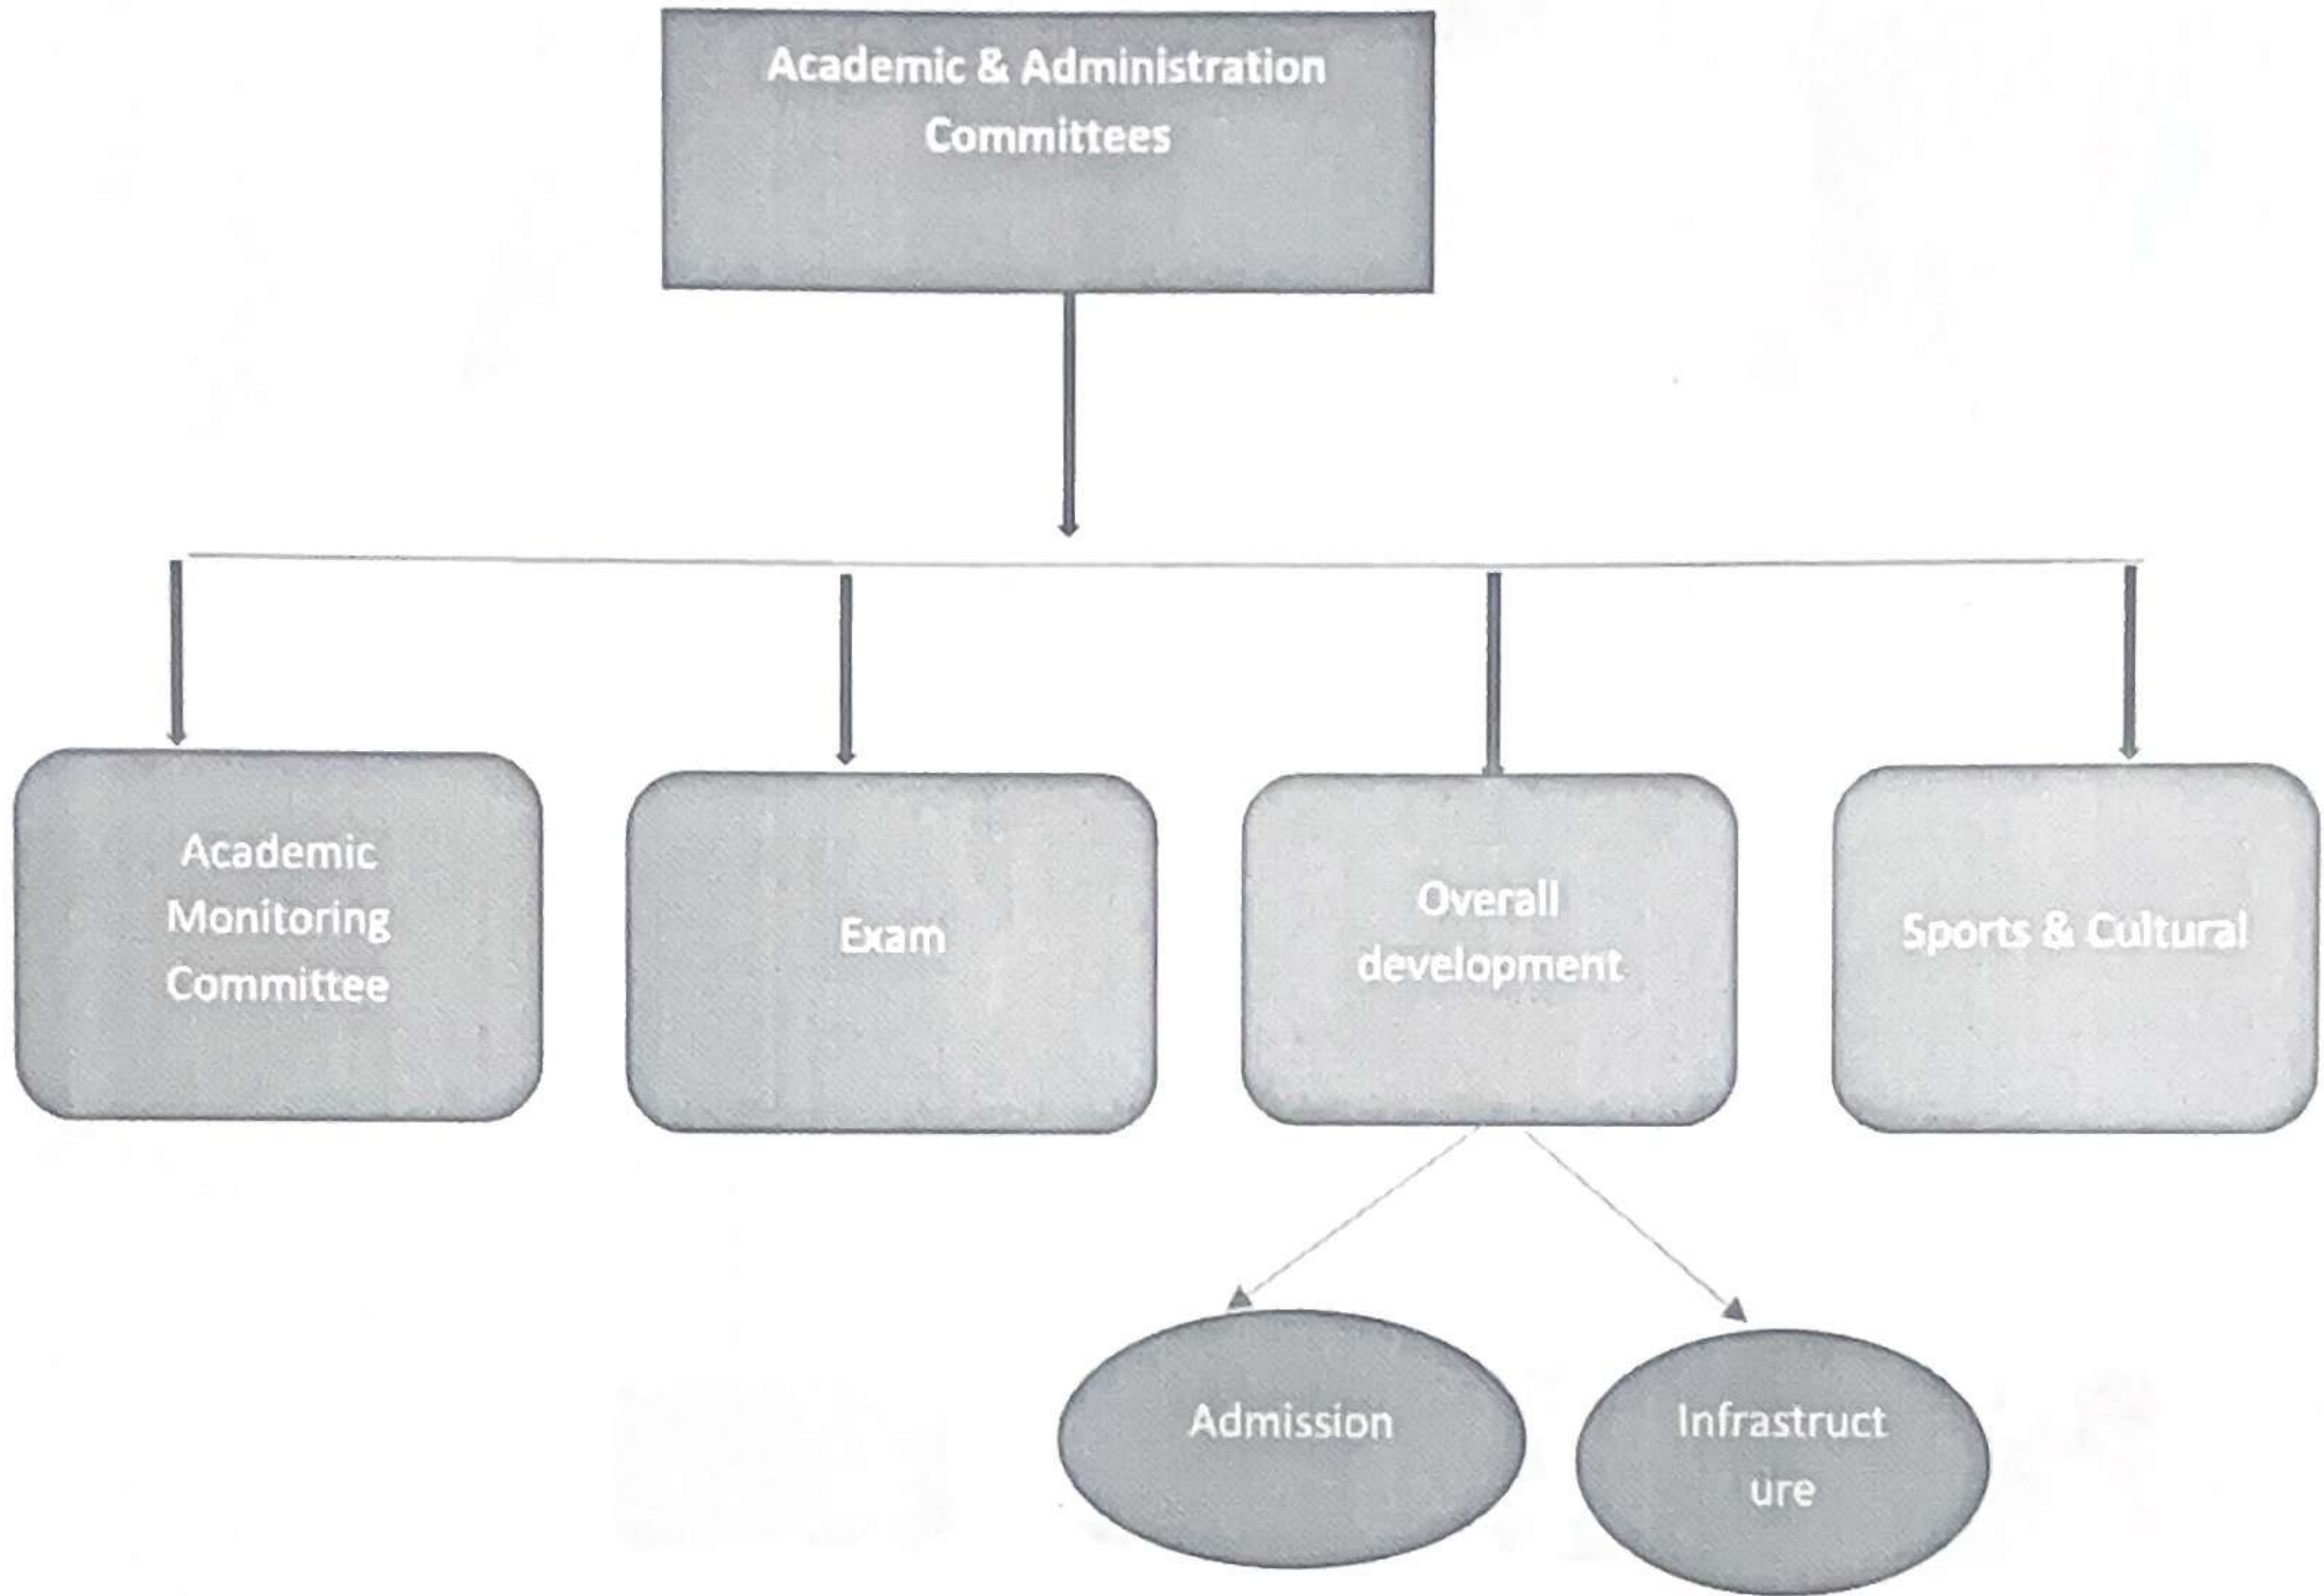 Academic & Administration
Committees
Academic
Monitoring
Committee
Exam
Overall
development
Sports & Cultural
Admission
Infrastruct
ure